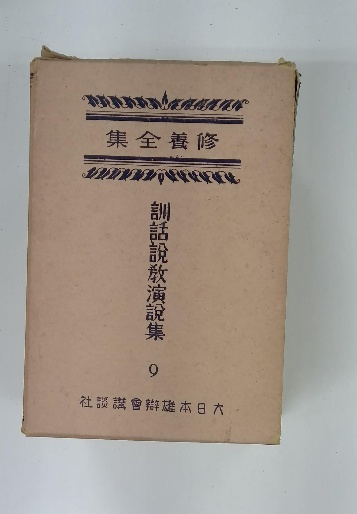 修養全集
訓話說教演說集
9
大日本雄辯會講談社